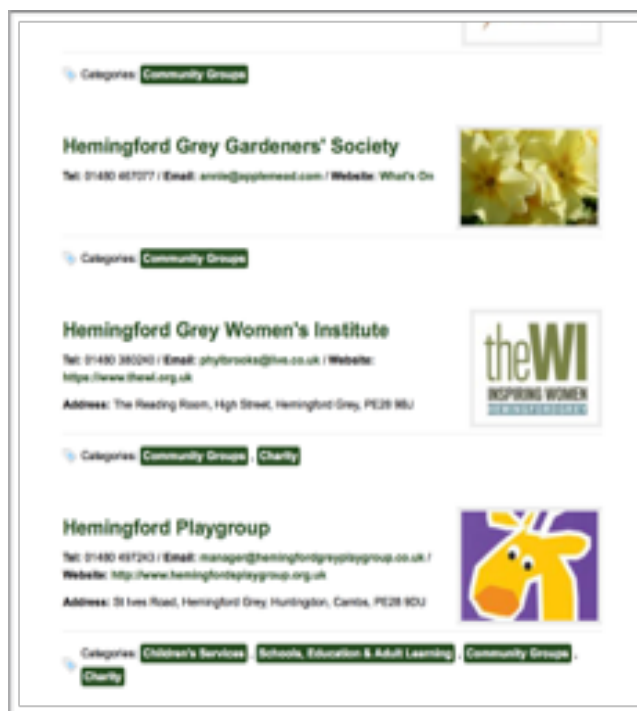 Categories: Community Groups
Hemingford Grey Gardeners' Society
Tel: 01480 467077 / Email: annie@applemead.com / Website: What's On
Categories: Community Groups
Hemingford Grey Women's Institute
Tel: 01480 380240 / Email: phylbrooks@live.co.uk / Website:
https://www.thewi.org.uk
Address: The Reading Room, High Street, Hemingford Grey, PE28 9BJ
theWI
INSPIRING WOMEN
HEMINGFORD GREY
Categories: Community Groups , Charity
Hemingford Playgroup
Tel: 01480 497243 / Email: manager@hemingfordgreyplaygroup.co.uk /
Website: http://www.hemingfordsplaygroup.org.uk
Address: St Ives Road, Hemingford Grey, Huntingdon, Cambs, PE28 9DU
Categories: Children's Services , Schools, Education & Adult Learning , Community Groups ,
Charity